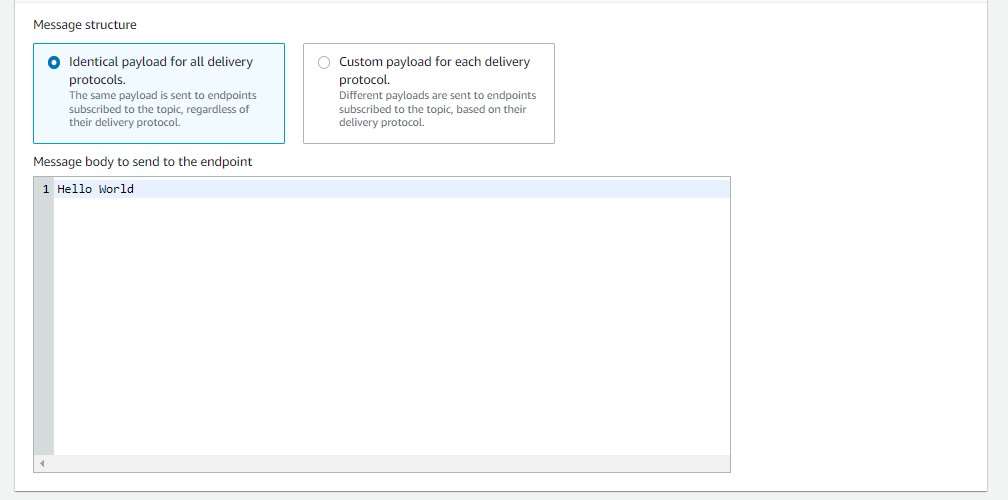 Message structure
Identical payload for all delivery
protocols.
The same payload is sent to endpoints
subscribed to the topic, regardless of
their delivery protocol.
Custom payload for each delivery
protocol.
Different payloads are sent to endpoints
subscribed to the topic, based on their
delivery protocol.
Message body to send to the endpoint
1 Hello World